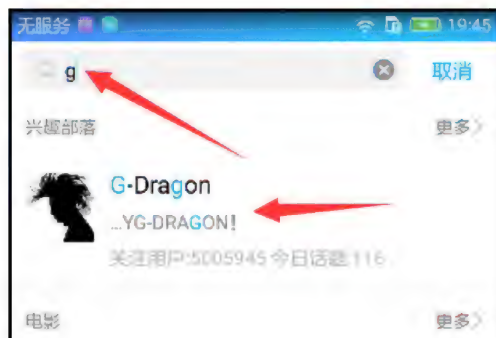 无服务 19:45
g 取消
兴趣部落 更多
G-Dragon
...YG-DRAGON!
关注用户:5005945 今日话题:116
电影 更多